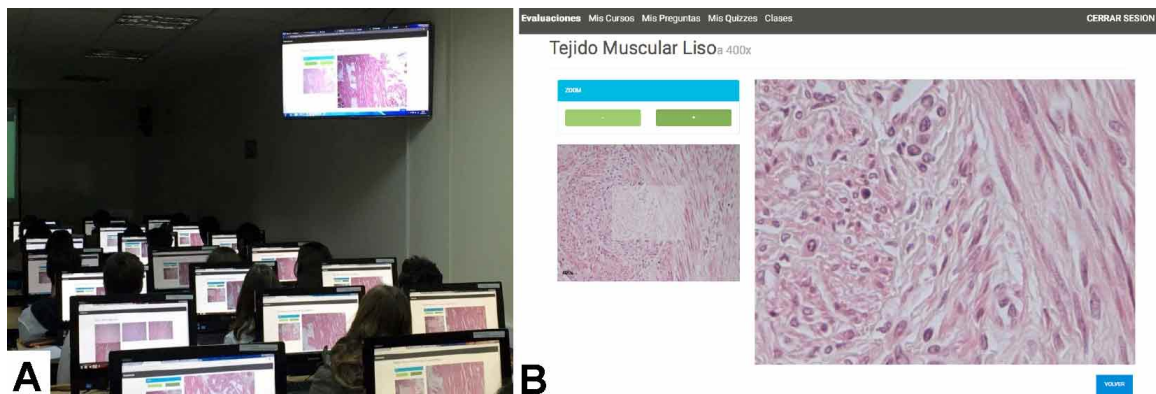 A
Evaluaciones Mis Cursos Mis Preguntas Mis Quizzes Clases CERRAR SESION
Tejido Muscular Liso a 400x
ZOOM
- +
VOLVER
B